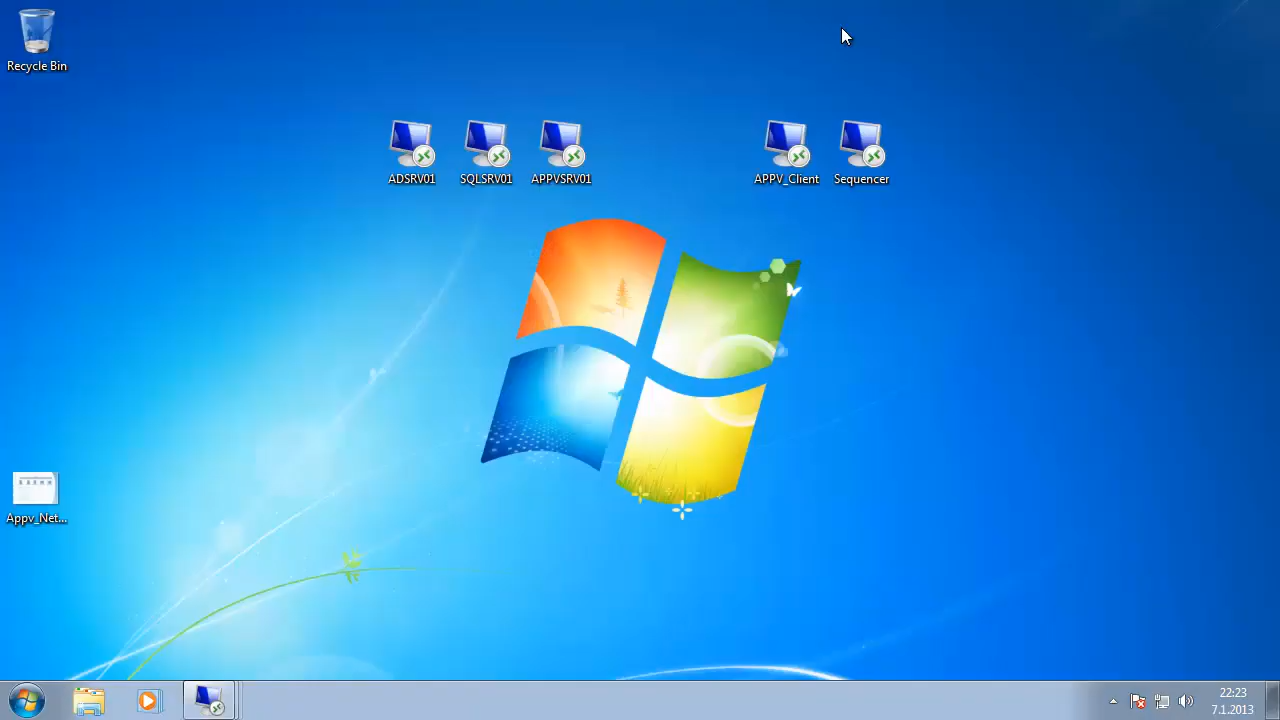 Recycle Bin
ADSRV01
SQLSRV01
APPVSRV01
APPV_Client
Sequencer
Appv_Net...
22:23
7.1.2013